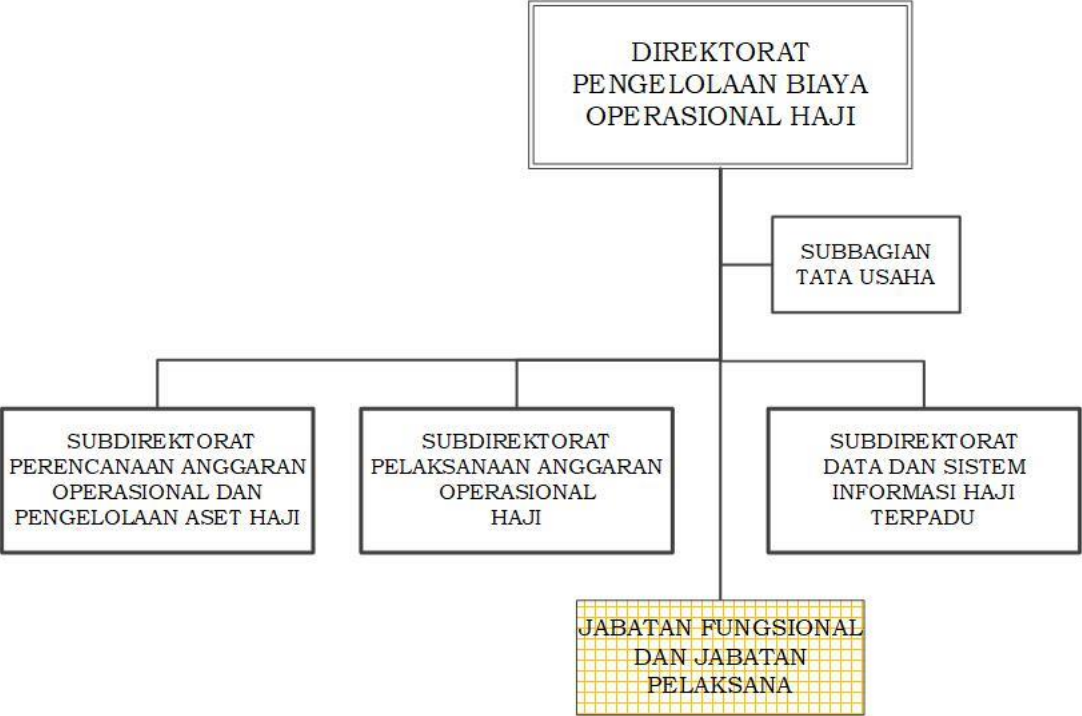 DIREKTORAT
PENGELOLAAN BIAYA
OPERASIONAL HAJI
SUBBAGIAN
TATA USAHA
SUBDIREKTORAT
PERENCANAAN ANGGARAN
OPERASIONAL DAN
PENGELOLAAN ASET HAJI
SUBDIREKTORAT
PELAKSANAAN ANGGARAN
OPERASIONAL
HAJI
SUBDIREKTORAT
DATA DAN SISTEM
INFORMASI HAJI
TERPADU
JABATAN FUNGSIONAL
DAN JABATAN
PELAKSANA